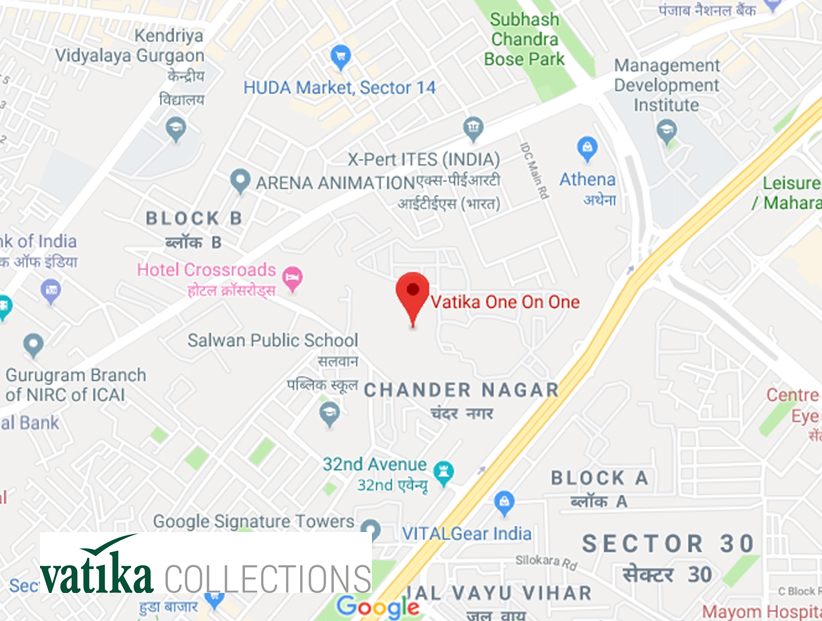 पंजाब नैशनल बैंक
Subhash
Chandra
Bose Park
Kendriya
Vidyalaya Gurgaon
केन्द्रीय
विद्यालय
HUDA Market, Sector 14
Management
Development
Institute
X-Pert ITES (INDIA)
एक्स-पीईआरटी
आईटीईएस (भारत)
ARENA ANIMATION
IDC Main Rd
Athena
अथेना
Leisure
/ Mahara
BLOCK B
ब्लॉक B
nk of India
क ऑफ इंडिया
Hotel Crossroads
होटल क्रॉसरोड्स
Vatika One On One
Salwan Public School
सलवान
पब्लिक स्कूल
Gurugram Branch
of NIRC of ICAI
al Bank
CHANDER NAGAR
चंदर नगर
Centre
Eye
32nd Avenue
32nd एवेन्यू
BLOCK A
ब्लॉक A
Google Signature Towers
VITALGear India
SECTOR 30
सेक्टर 30
Silokara Rd
vatika COLLECTIONS
Sec
हुडा बाजार
Google
JAL VAYU VIHAR
जल वायु
C Block R
Mayom Hospita